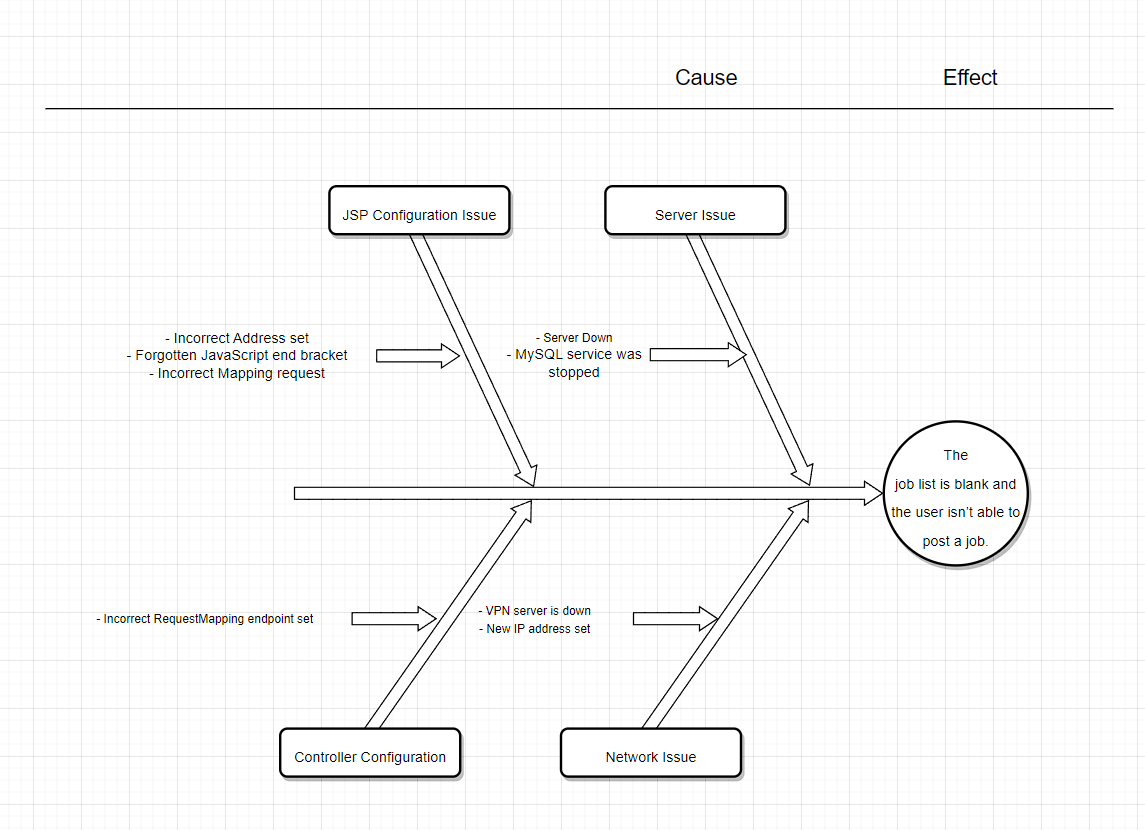 Cause
Effect
JSP Configuration Issue
Server Issue
- Incorrect Address set
- Forgotten JavaScript end bracket
- Incorrect Mapping request
- Server Down
- MySQL service was
stopped
The
job list is blank and
the user isn't able to
post a job.
- Incorrect RequestMapping endpoint set
- VPN server is down
- New IP address set
Controller Configuration
Network Issue